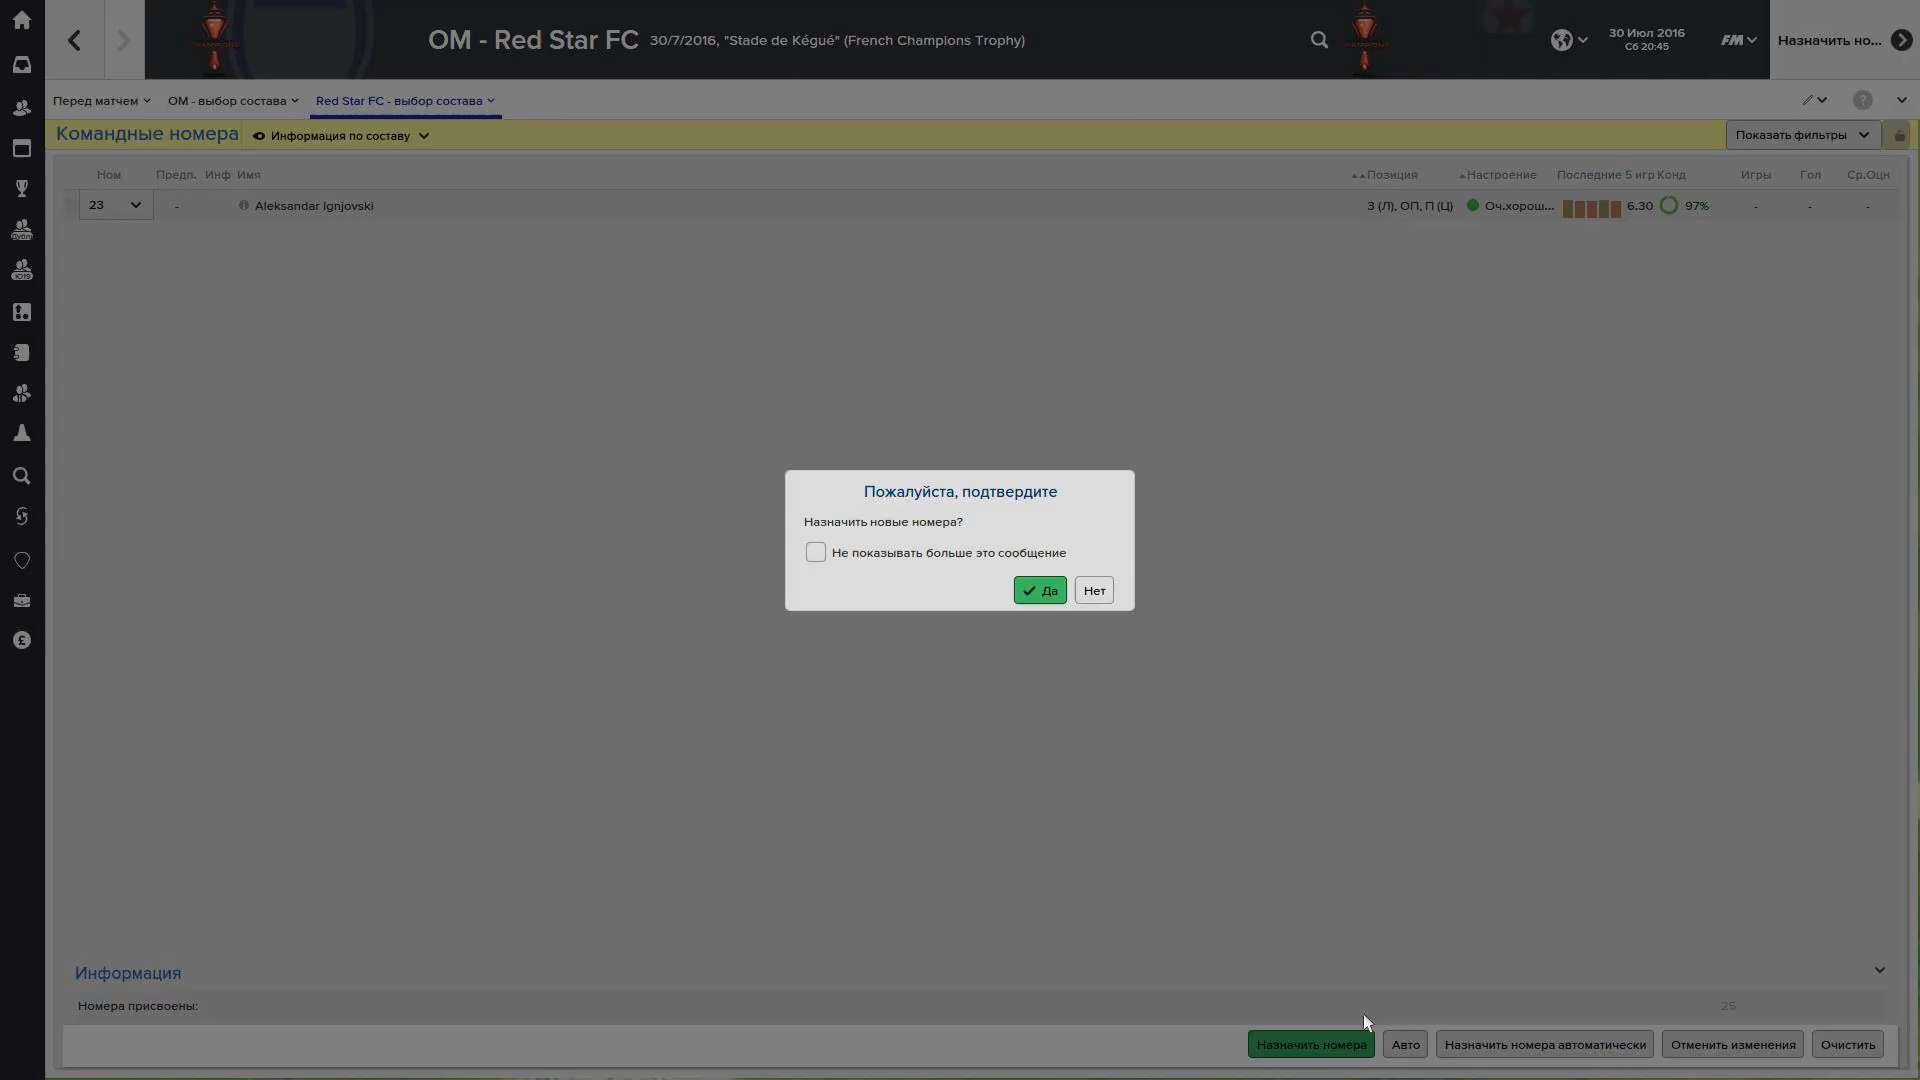 OM - Red Star FC 30/7/2016, "Stade de Kégué" (French Champions Trophy)
30 Июл 2016
Сб 20:45
FM
Назначить но...
Перед матчем
ОМ - выбор состава
Red Star FC - выбор состава
Командные номера
Информация по составу
Показать фильтры
Ном Предп. Инф Имя Позиция Настроение Последние 5 игр Конд Игры Гол Ср.Оцн
23 - Aleksandar Ignjovski З (Л), ОП, П (Ц) Оч.хорош... 6.30 97% - - -
Пожалуйста, подтвердите
Назначить новые номера?
Не показывать больше это сообщение
Да Нет
Информация
Номера присвоены: 25
Назначить номера Авто Назначить номера автоматически Отменить изменения Очистить